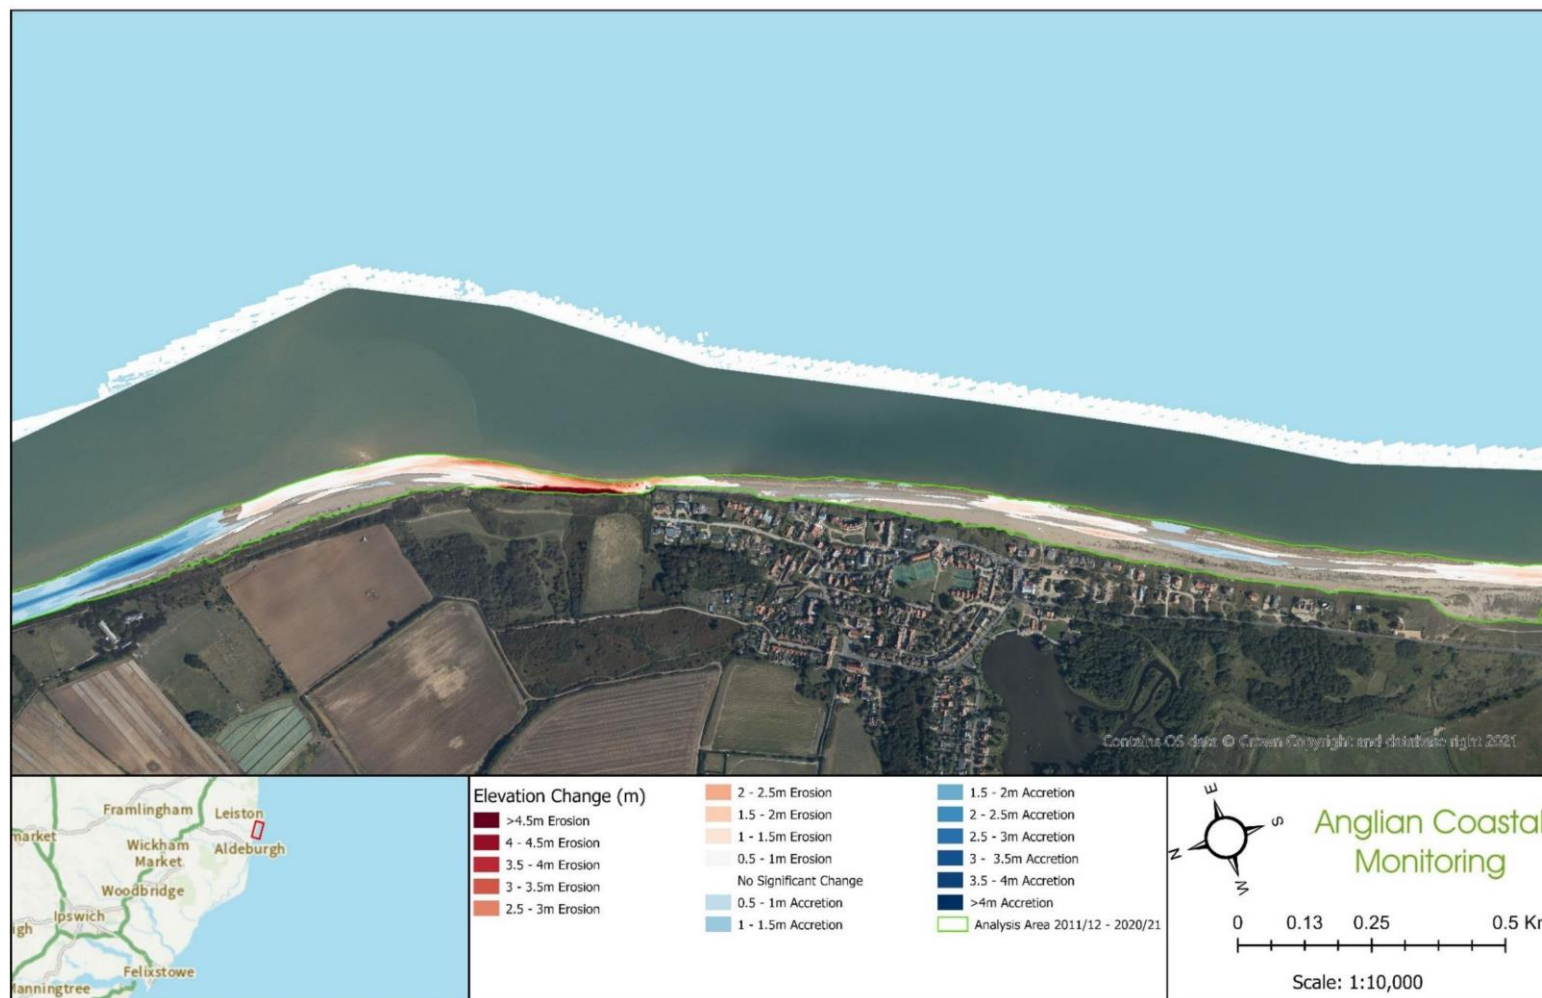 Contains OS data © Crown Copyright and database right 2021
Framlingham
Leiston
market
Wickham
Market
Aldeburgh
Woodbridge
Ipswich
igh
Felixstowe
Manningtree
Elevation Change (m)
>4.5m Erosion
4 - 4.5m Erosion
3.5 - 4m Erosion
3 - 3.5m Erosion
2.5 - 3m Erosion
2 - 2.5m Erosion
1.5 - 2m Erosion
1 - 1.5m Erosion
0.5 - 1m Erosion
No Significant Change
0.5 - 1m Accretion
1 - 1.5m Accretion
1.5 - 2m Accretion
2 - 2.5m Accretion
2.5 - 3m Accretion
3 - 3.5m Accretion
3.5 - 4m Accretion
>4m Accretion
Analysis Area 2011/12 - 2020/21
E
S
N
W
Anglian Coastal
Monitoring
0 0.13 0.25 0.5 Km
Scale: 1:10,000